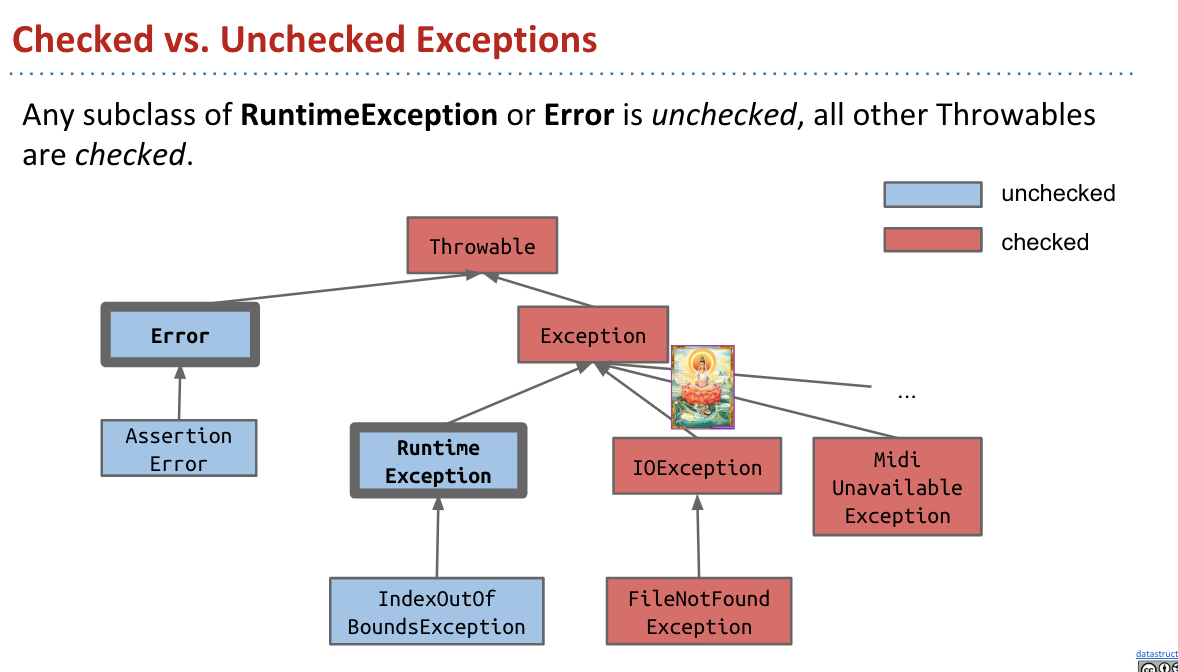 Checked vs. Unchecked Exceptions
Any subclass of RuntimeException or Error is unchecked, all other Throwables
are checked.
unchecked
checked
Throwable
Error
Exception
...
Assertion
Error
Runtime
Exception
IOException
Midi
Unavailable
Exception
IndexOutOf
BoundsException
FileNotFound
Exception
datastruct
cc